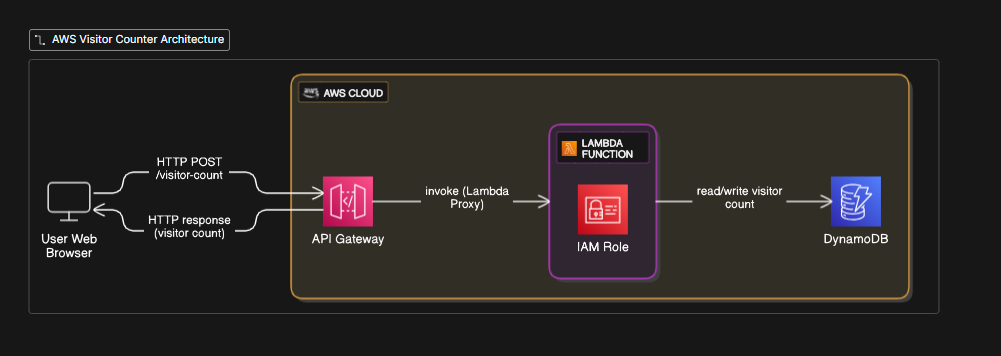 AWS Visitor Counter Architecture
aws AWS CLOUD
LAMBDA
FUNCTION
HTTP POST
/visitor-count
HTTP response
(visitor count)
User Web
Browser
API Gateway
invoke (Lambda
Proxy)
IAM Role
read/write visitor
count
DynamoDB